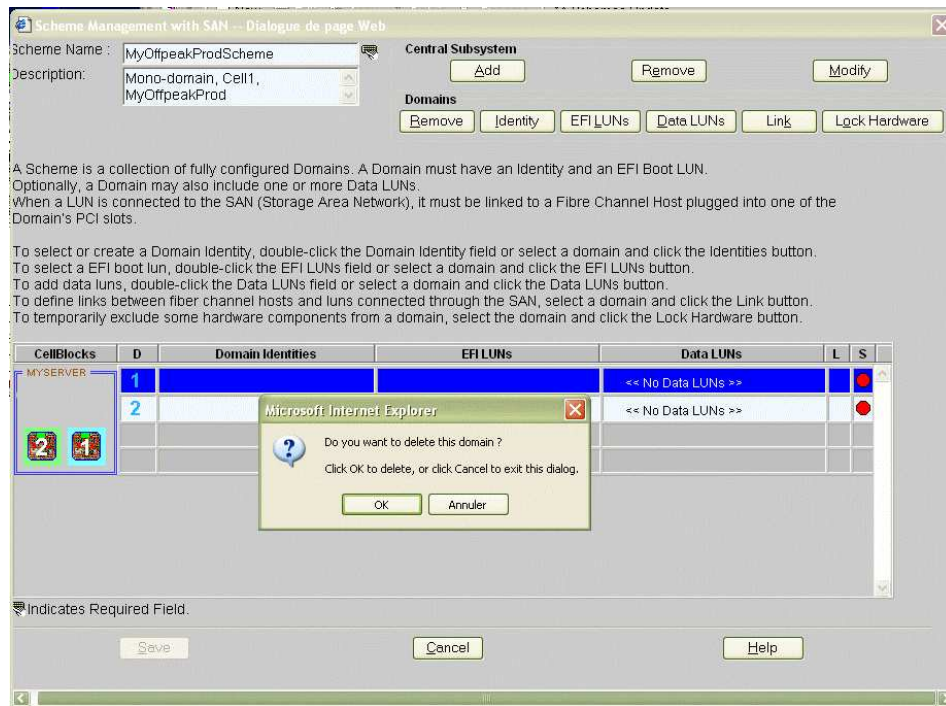 Scheme Management with SAN -- Dialogue de page Web
Scheme Name :
MyOffpeakProdScheme
Description:
Mono-domain, Cell1,
MyOffpeakProd
Central Subsystem
Add Remove Modify
Domains
Remove Identity EFI LUNs Data LUNs Link Lock Hardware
A Scheme is a collection of fully configured Domains. A Domain must have an Identity and an EFI Boot LUN.
Optionally, a Domain may also include one or more Data LUNs.
When a LUN is connected to the SAN (Storage Area Network), it must be linked to a Fibre Channel Host plugged into one of the
Domain's PCI slots.
To select or create a Domain Identity, double-click the Domain Identity field or select a domain and click the Identities button.
To select a EFI boot lun, double-click the EFI LUNs field or select a domain and click the EFI LUNs button.
To add data luns, double-click the Data LUNs field or select a domain and click the Data LUNs button.
To define links between fiber channel hosts and luns connected through the SAN, select a domain and click the Link button.
To temporarily exclude some hardware components from a domain, select the domain and click the Lock Hardware button.
CellBlocks D Domain Identities EFI LUNs Data LUNs L S
MYSERVER
1 << No Data LUNs >>
2 << No Data LUNs >>
2 1
Microsoft Internet Explorer
Do you want to delete this domain ?
Click OK to delete, or click Cancel to exit this dialog.
OK Annuler
Indicates Required Field.
Save Cancel Help